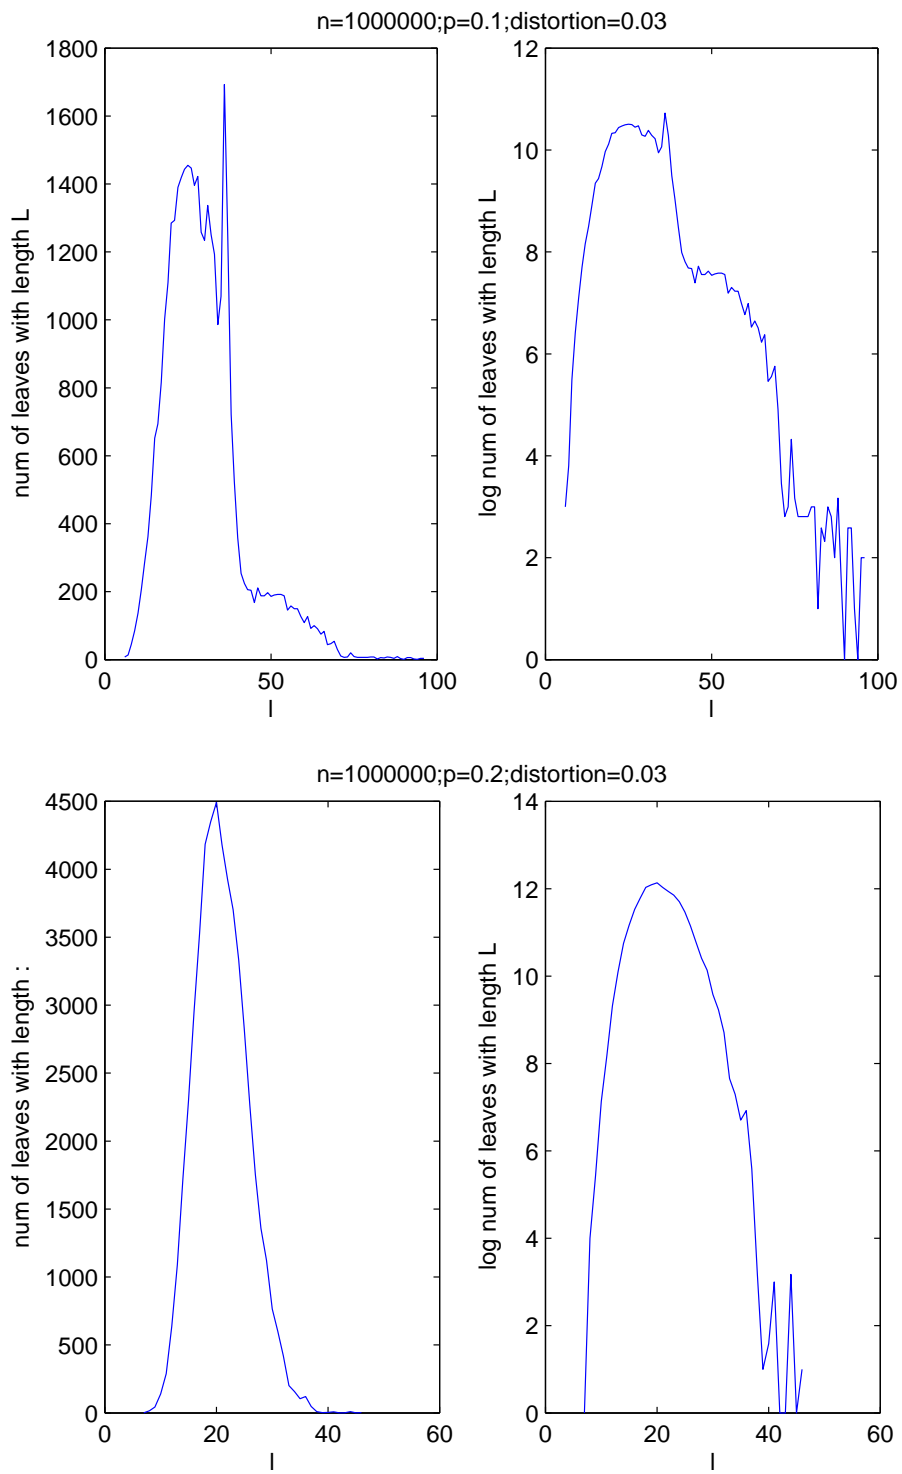 n=1000000;p=0.1;distortion=0.03
1800
1600
1400
1200
1000
800
600
400
200
0
num of leaves with length L
0 50 100
l
12
10
8
6
4
2
0
log num of leaves with length L
0 50 100
l
n=1000000;p=0.2;distortion=0.03
4500
4000
3500
3000
2500
2000
1500
1000
500
0
num of leaves with length :
0 20 40 60
l
14
12
10
8
6
4
2
0
log num of leaves with length L
0 20 40 60
l